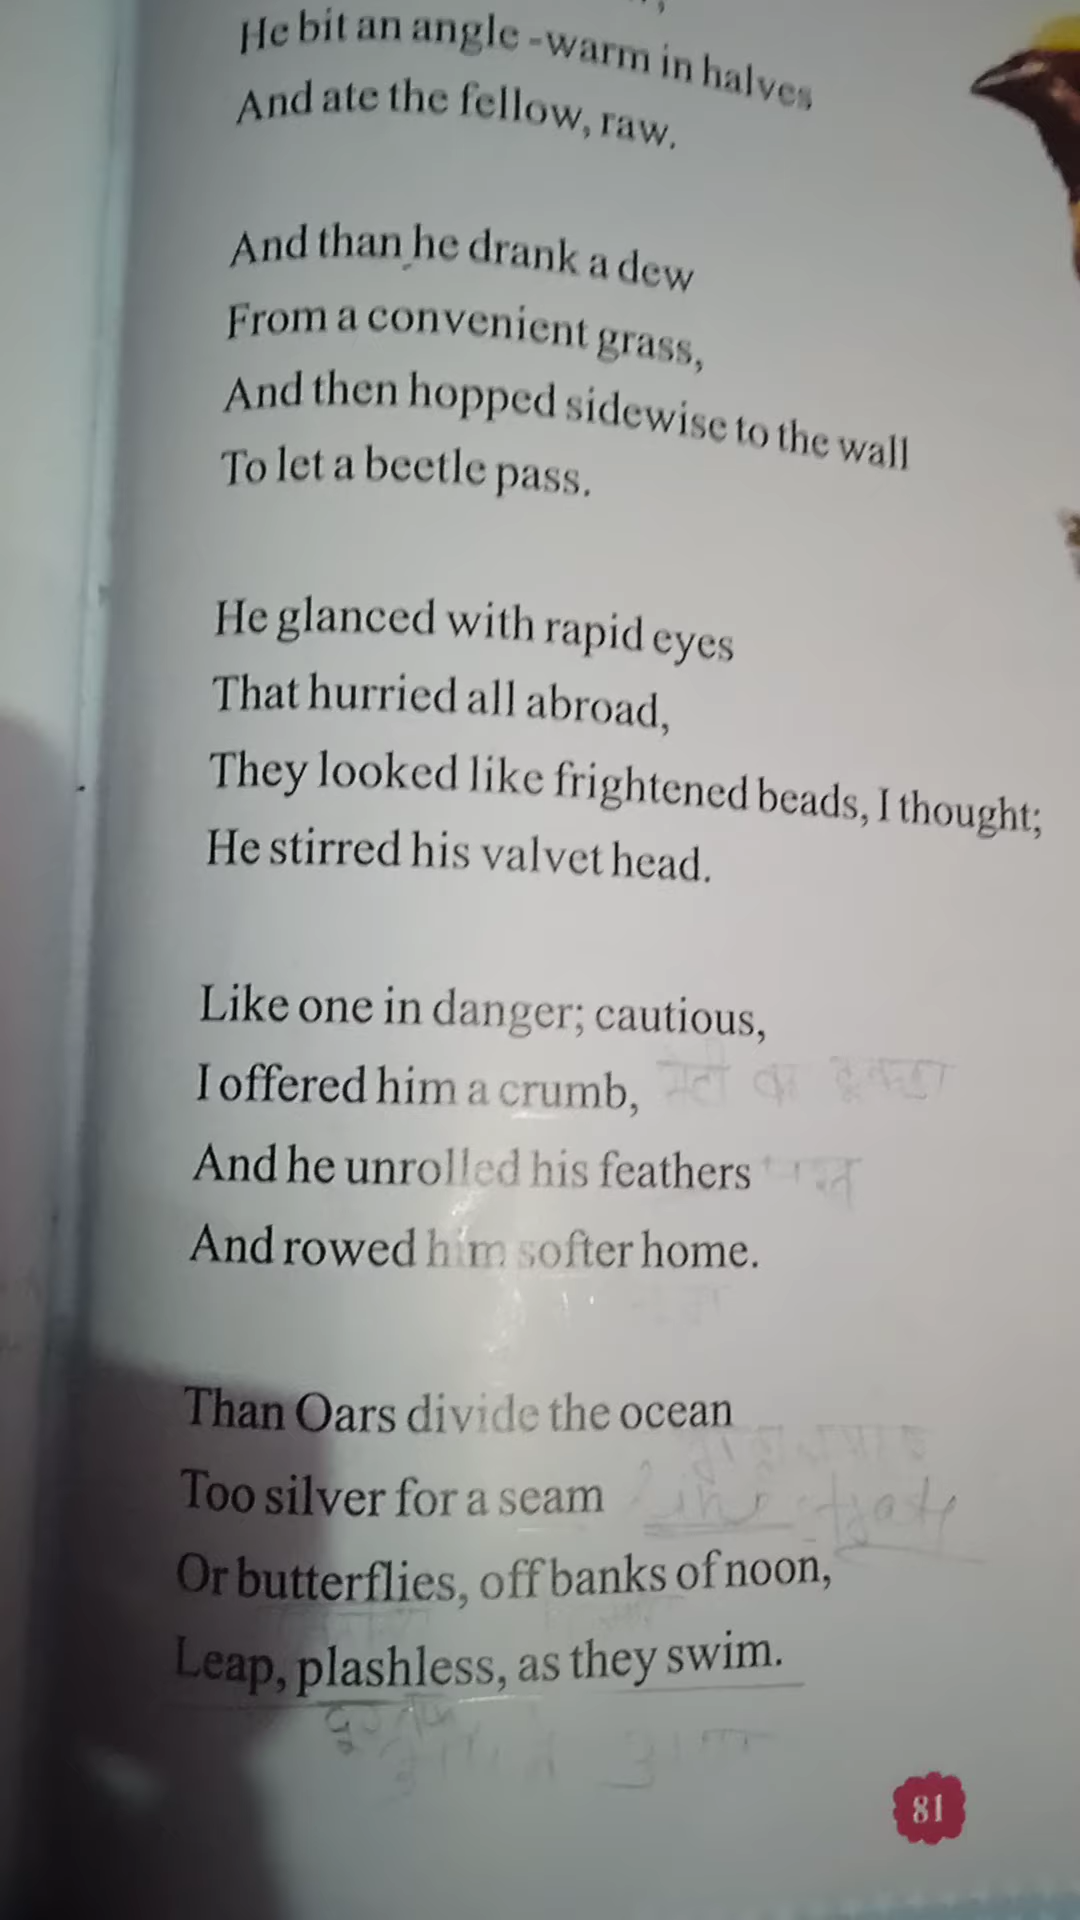 He bit an angle -warm in halves
And ate the fellow, raw.
And than he drank a dew
From a convenient grass,
And then hopped sidewise to the wall
To let a beetle pass.
He glanced with rapid eyes
That hurried all abroad,
They looked like frightened beads, I thought;
He stirred his valvet head.
Like one in danger; cautious,
I offered him a crumb,
And he unrolled his feathers
And rowed him softer home.
Than Oars divide the ocean
Too silver for a seam
Or butterflies, off banks of noon,
Leap, plashless, as they swim.
81